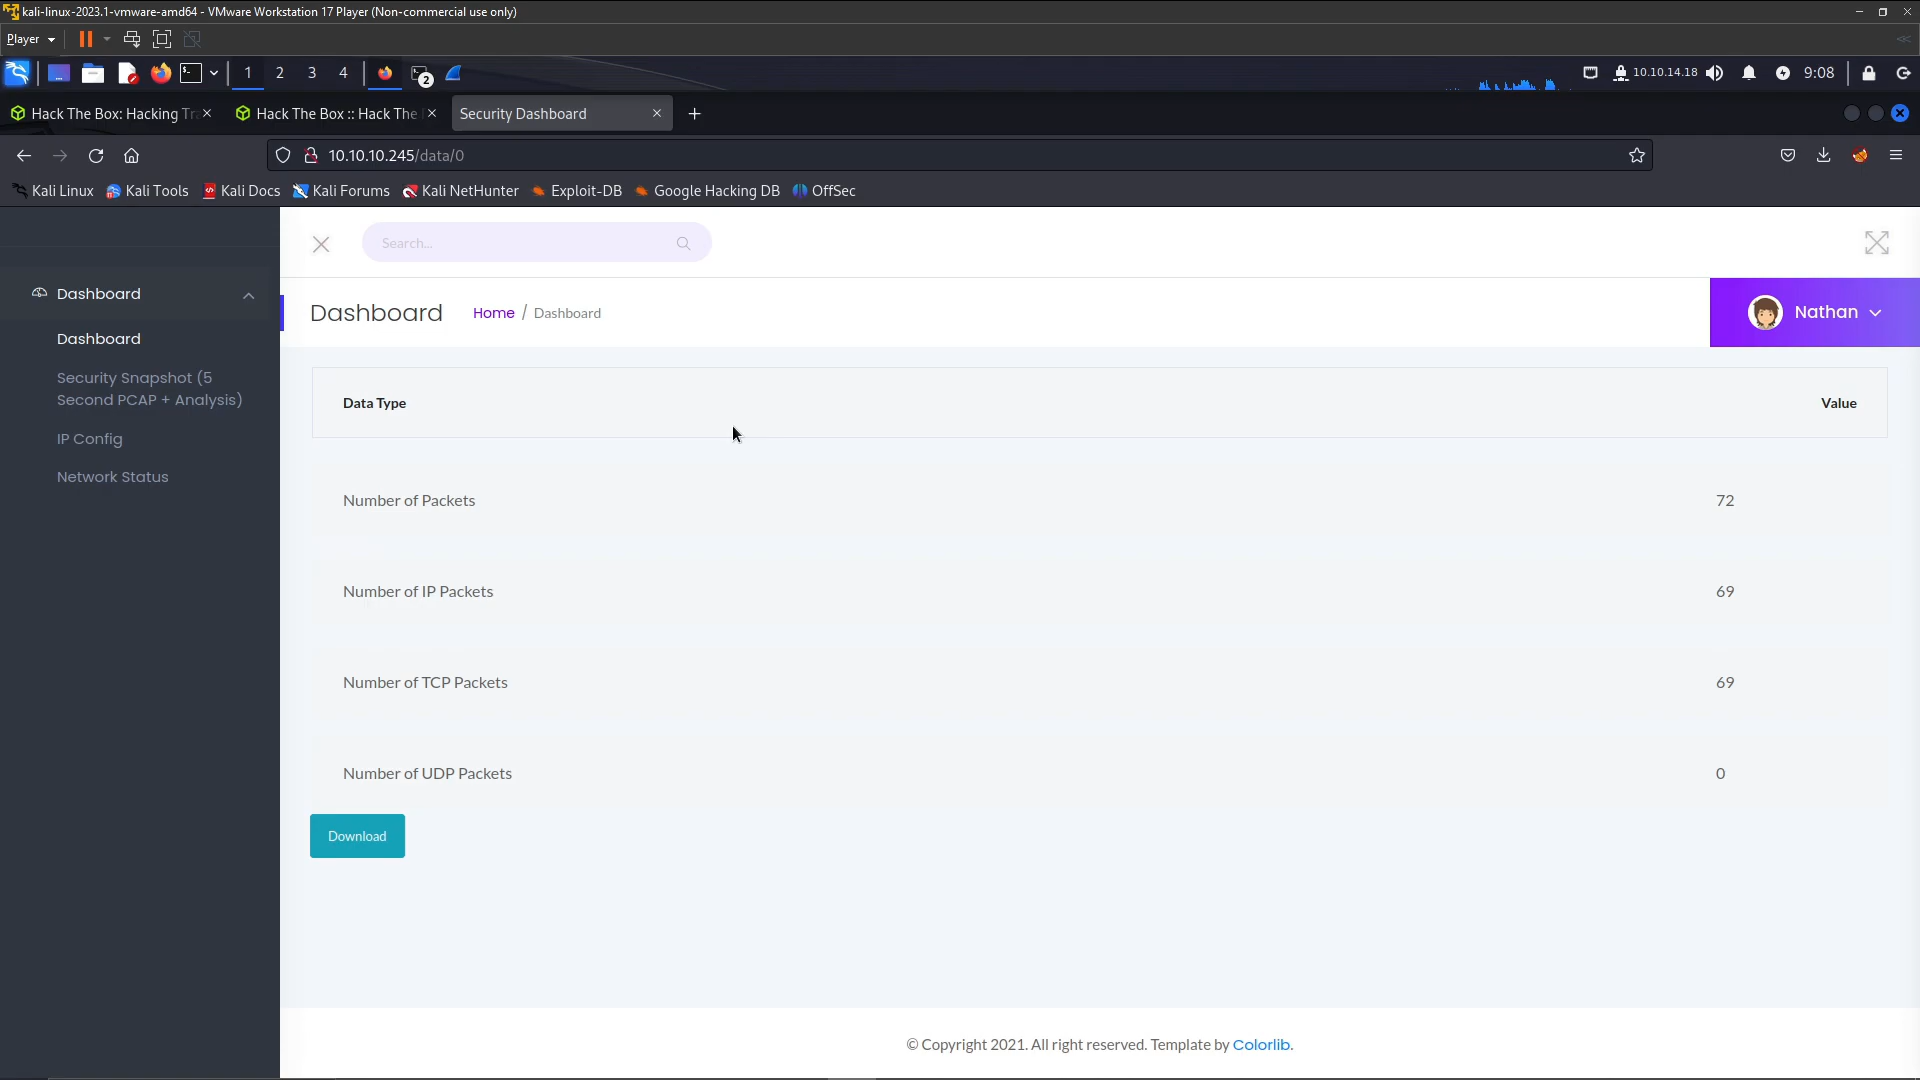 kali-linux-2023.1-vmware-amd64 - VMware Workstation 17 Player (Non-commercial use only)
Player
1 2 3 4 2 10.10.14.18 9:08
Hack The Box: Hacking Tra Hack The Box :: Hack The Security Dashboard
10.10.10.245/data/0
Kali Linux Kali Tools Kali Docs Kali Forums Kali NetHunter Exploit-DB Google Hacking DB OffSec
Search...
Dashboard
Dashboard
Security Snapshot (5
Second PCAP + Analysis)
IP Config
Network Status
Dashboard Home / Dashboard Nathan
Data Type Value
Number of Packets 72
Number of IP Packets 69
Number of TCP Packets 69
Number of UDP Packets 0
Download
© Copyright 2021. All right reserved. Template by Colorlib.